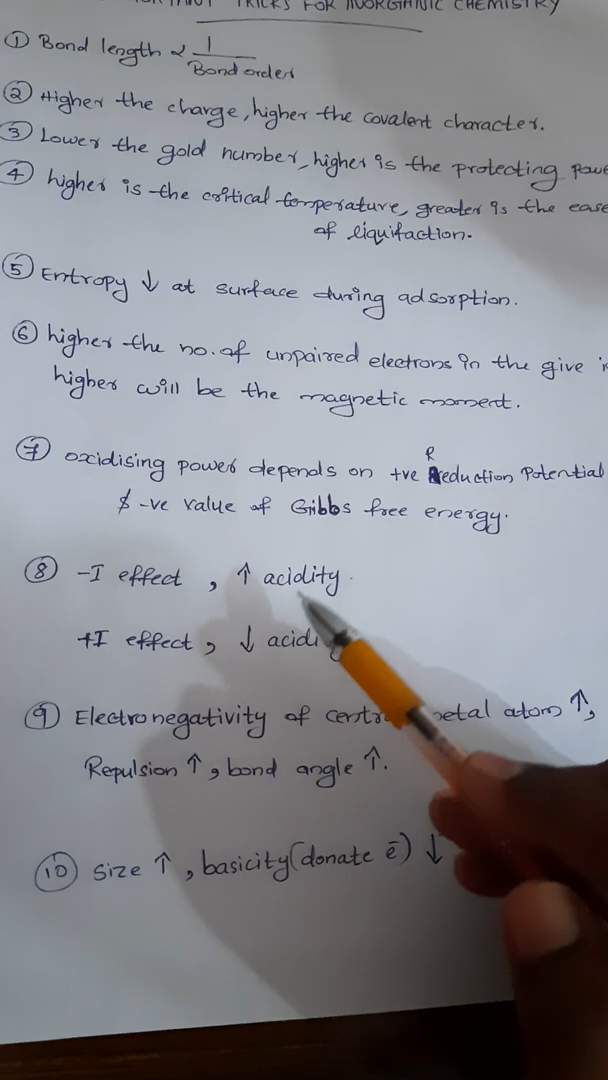 TRICKS FOR INORGANIC CHEMISTRY
① Bond length ∝ 1/Bond order
② Higher the charge, higher the covalent character.
③ Lower the gold number, higher is the protecting
④ higher is the critical temperature, greater is the ease
of liquifaction.
⑤ Entropy ↓ at surface during adsorption.
⑥ higher the no. of unpaired electrons in the give
higher will be the magnetic moment.
⑦ oxidising power depends on +ve Reduction Potential
& -ve value of Gibbs free energy.
⑧ -I effect, ↑ acidity.
+I effect, ↓
⑨ Electronegativity of atom ↑,
Repulsion ↑, bond angle ↑.
⑩ Size ↑, basicity (donate ē) ↓